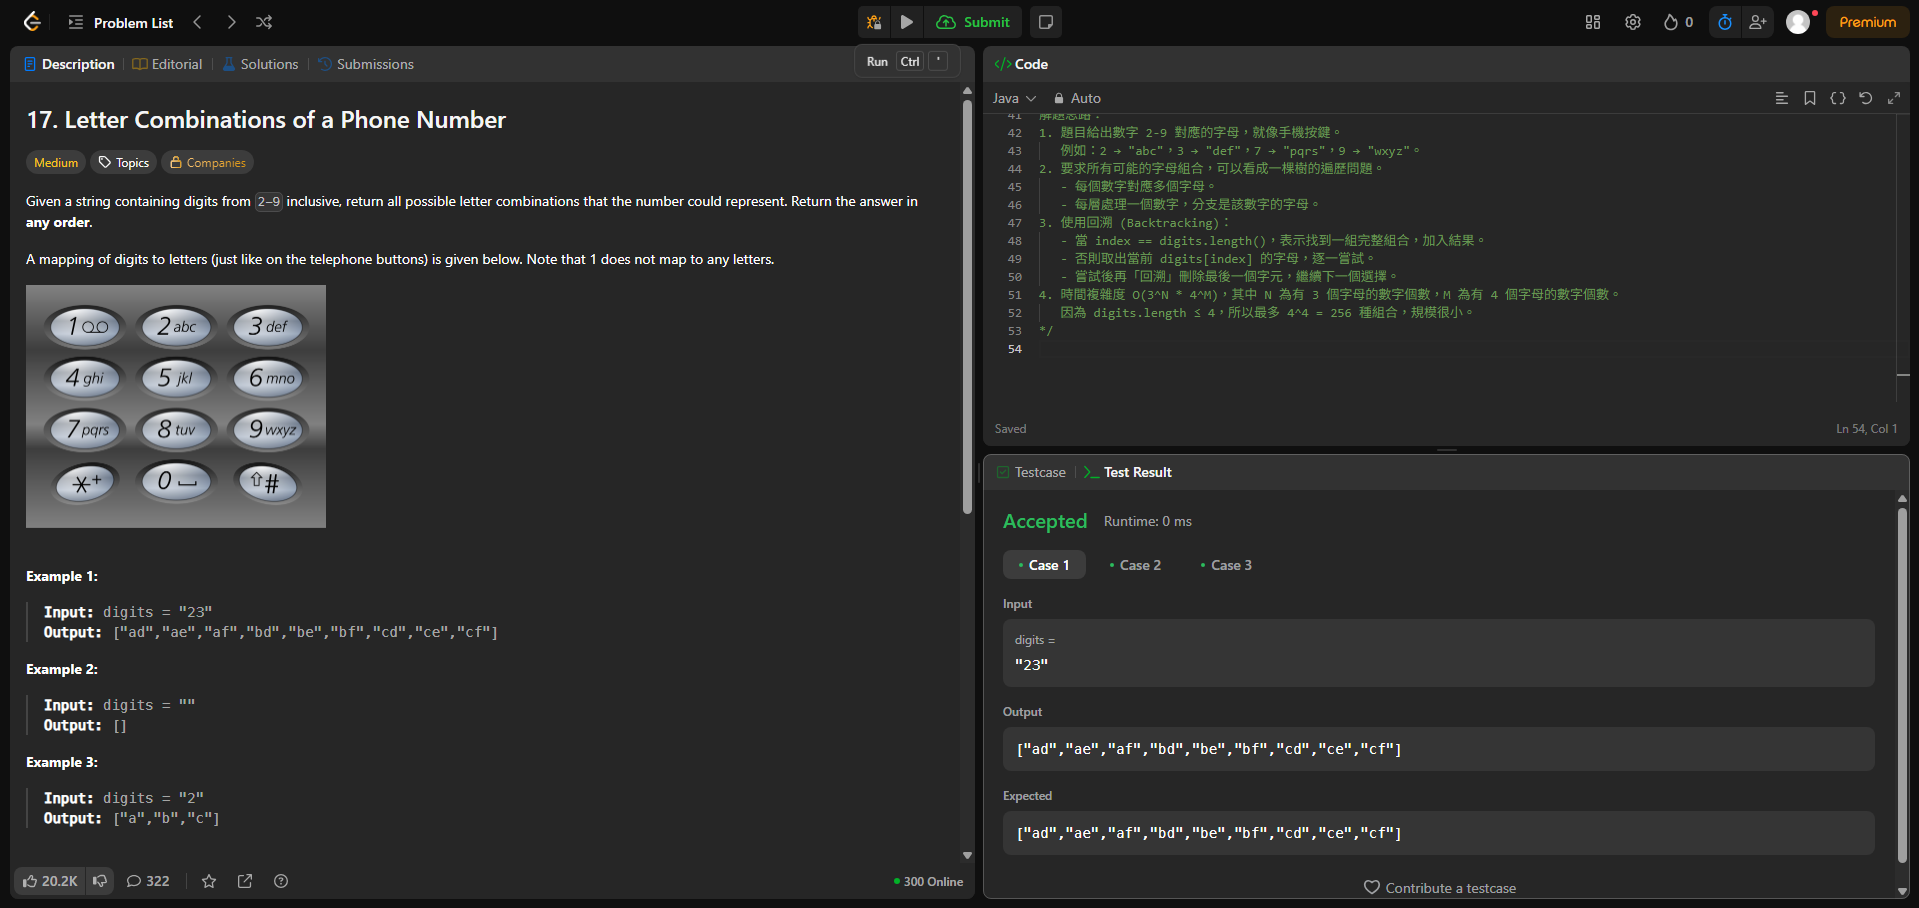 Problem List
Submit
0
Premium
Description
Editorial
Solutions
Submissions
Run Ctrl '
17. Letter Combinations of a Phone Number
Medium
Topics
Companies
Given a string containing digits from 2-9 inclusive, return all possible letter combinations that the number could represent. Return the answer in
any order.
A mapping of digits to letters (just like on the telephone buttons) is given below. Note that 1 does not map to any letters.
1
2 abc
3 def
4 ghi
5 jkl
6 mno
7 pqrs
8 tuv
9 wxyz
*+
0
#
Example 1:
Input: digits = "23"
Output: ["ad","ae","af","bd","be","bf","cd","ce","cf"]
Example 2:
Input: digits = ""
Output: []
Example 3:
Input: digits = "2"
Output: ["a","b","c"]
20.2K
322
300 Online
</> Code
Java
Auto
41 解題思路：
42 1. 題目給出數字 2-9 對應的字母，就像手機按鍵。
43 例如：2 → "abc"，3 → "def"，7 → "pqrs"，9 → "wxyz"。
44 2. 要求所有可能的字母組合，可以看成一棵樹的遍歷問題。
45 - 每個數字對應多個字母。
46 - 每層處理一個數字，分支是該數字的字母。
47 3. 使用回溯 (Backtracking)：
48 - 當 index == digits.length()，表示找到一組完整組合，加入結果。
49 - 否則取出當前 digits[index] 的字母，逐一嘗試。
50 - 嘗試後再「回溯」刪除最後一個字元，繼續下一個選擇。
51 4. 時間複雜度 O(3^N * 4^M)，其中 N 為有 3 個字母的數字個數，M 為有 4 個字母的數字個數。
52 因為 digits.length ≤ 4，所以最多 4^4 = 256 種組合，規模很小。
53 */
54
Saved
Ln 54, Col 1
Testcase
Test Result
Accepted
Runtime: 0 ms
Case 1
Case 2
Case 3
Input
digits =
"23"
Output
["ad","ae","af","bd","be","bf","cd","ce","cf"]
Expected
["ad","ae","af","bd","be","bf","cd","ce","cf"]
Contribute a testcase